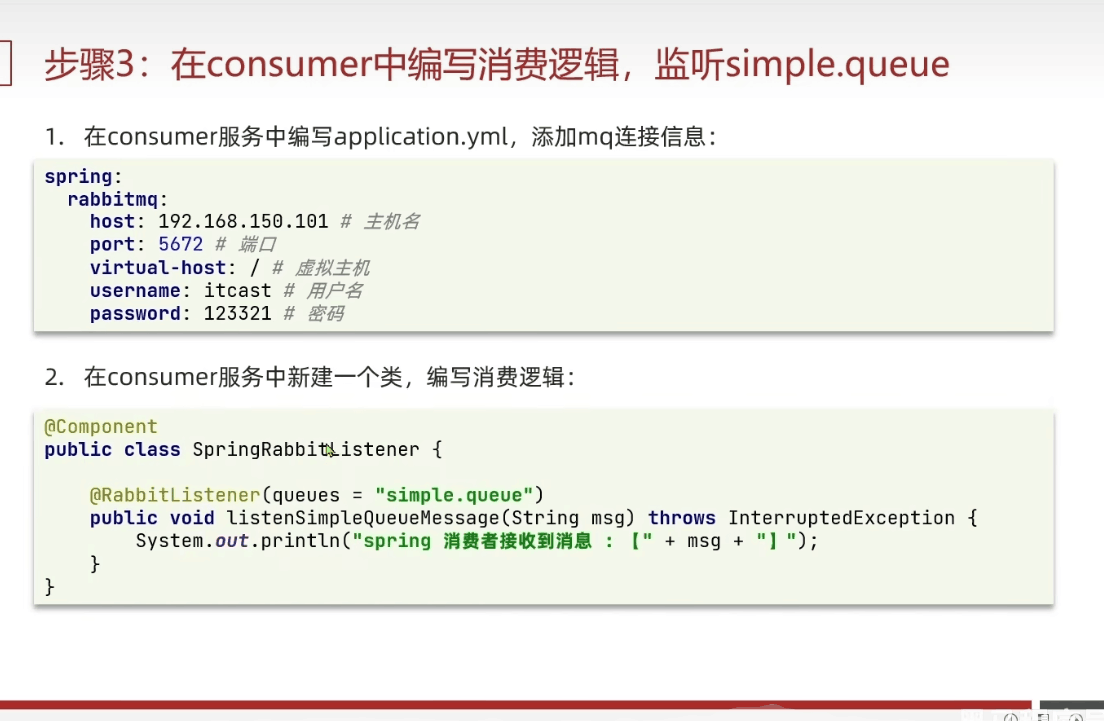 步骤3：在consumer中编写消费逻辑，监听simple.queue
1. 在consumer服务中编写application.yml，添加mq连接信息：
spring:
  rabbitmq:
    host: 192.168.150.101 # 主机名
    port: 5672 # 端口
    virtual-host: / # 虚拟主机
    username: itcast # 用户名
    password: 123321 # 密码
2. 在consumer服务中新建一个类，编写消费逻辑：
@Component
public class SpringRabbitListener {
    @RabbitListener(queues = "simple.queue")
    public void listenSimpleQueueMessage(String msg) throws InterruptedException {
        System.out.println("spring 消费者接收到消息 : 【" + msg + "】");
    }
}